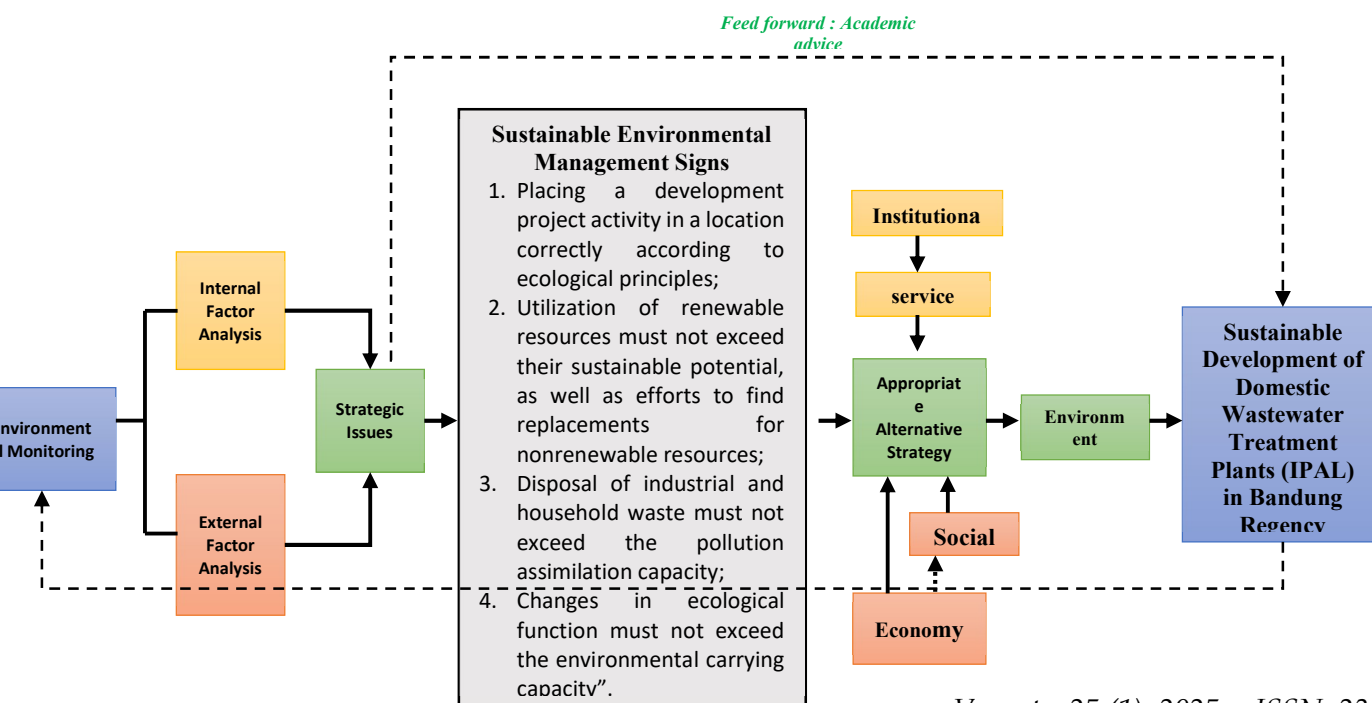 Feed forward : Academic
advice
Sustainable Environmental
Management Signs
1. Placing a development
project activity in a location
correctly according to
ecological principles;
2. Utilization of renewable
resources must not exceed
their sustainable potential,
as well as efforts to find
replacements for
nonrenewable resources;
3. Disposal of industrial and
household waste must not
exceed the pollution
assimilation capacity;
4. Changes in ecological
function must not exceed
the environmental carrying
capacity”.
Internal
Factor
Analysis
External
Factor
Analysis
nvironment
l Monitoring
Strategic
Issues
Institutiona
service
Appropriat
e
Alternative
Strategy
Environm
ent
Social
Economy
Sustainable
Development of
Domestic
Wastewater
Treatment
Plants (IPAL)
in Bandung
Regency
25 (1), 2025